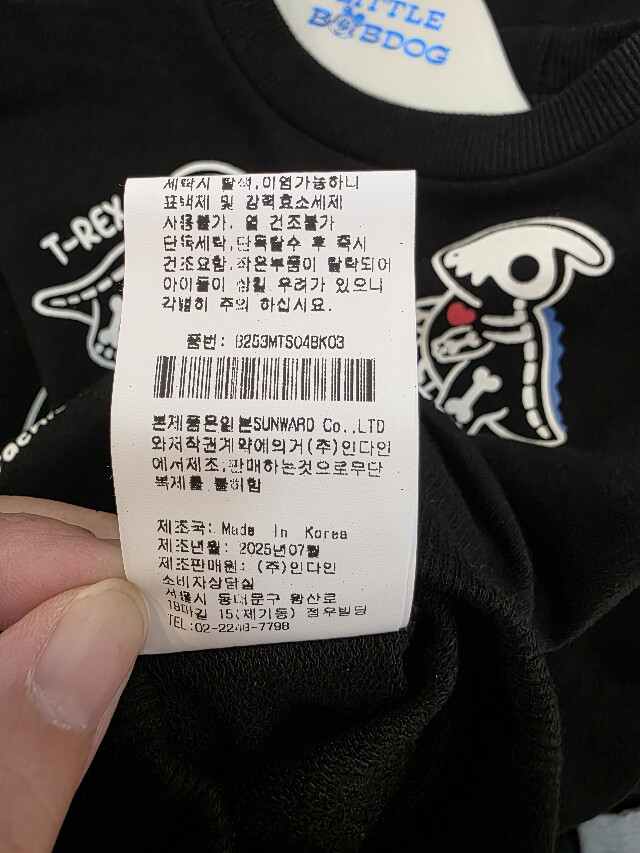 LITTLE
BOBDOG
T-REX
세탁시 탈색,이염가능하니
표백제 및 강력효소세제
사용불가. 열 건조불가
단독세탁,단독탈수 후 즉시
건조요함.작은부품이 탈락되어
아이들이 삼킬 우려가 있으니
각별히 주의 하십시요.
품번: B253MTS04BK03
본제품은일본SUNWARD Co.,LTD
와저작권계약에의거(주)인다인
에서제조,판매하는것으로무단
복제를 불허함
제조국: Made In Korea
제조년월: 2025년07월
제조판매원: (주)인다인
소비자상담실
서울시 동대문구 왕산로
19마길 15(제기동) 정우빌딩